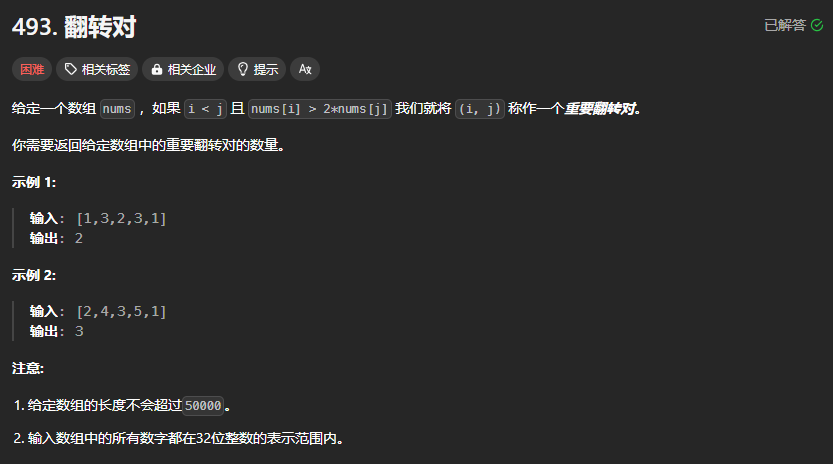 493. 翻转对
已解答
困难 相关标签 相关企业 提示 Aあ
给定一个数组 nums ，如果 i < j 且 nums[i] > 2*nums[j] 我们就将 (i, j) 称作一个重要翻转对。
你需要返回给定数组中的重要翻转对的数量。
示例 1:
输入: [1,3,2,3,1]
输出: 2
示例 2:
输入: [2,4,3,5,1]
输出: 3
注意:
1. 给定数组的长度不会超过50000。
2. 输入数组中的所有数字都在32位整数的表示范围内。